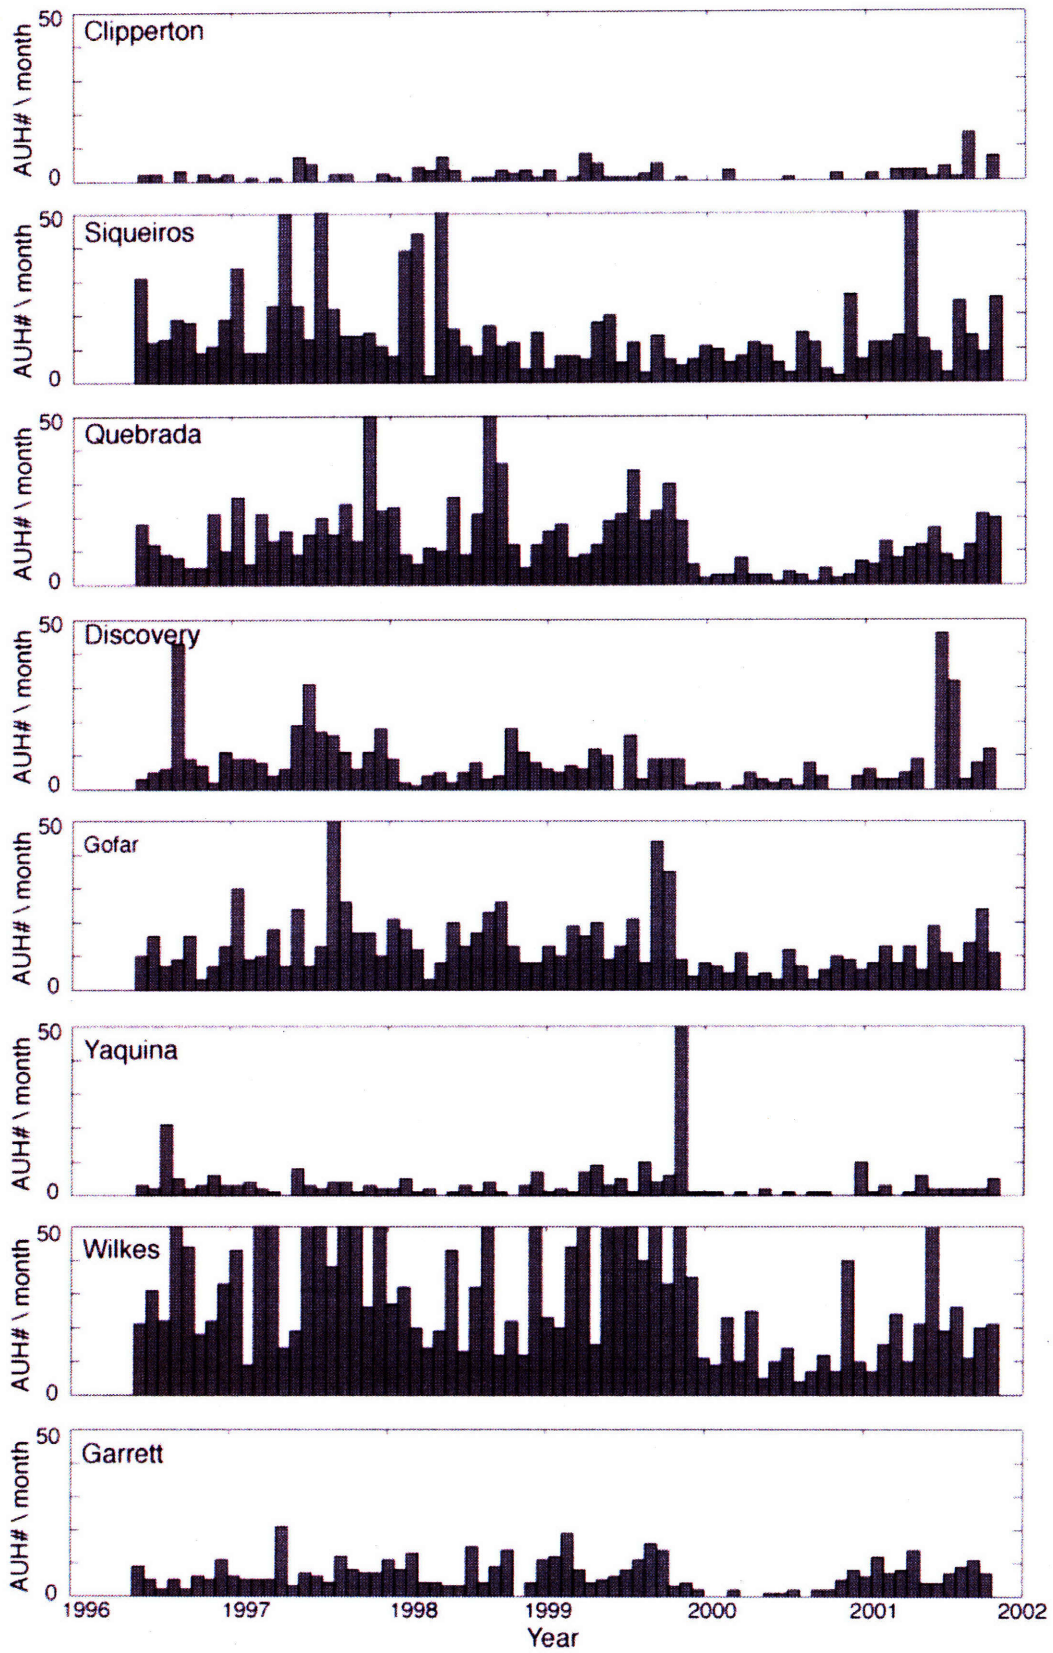 50
Clipperton
AUH# \ month
0
50
Siqueiros
AUH# \ month
0
50
Quebrada
AUH# \ month
0
50
Discovery
AUH# \ month
0
50
Gofar
AUH# \ month
0
50
Yaquina
AUH# \ month
0
50
Wilkes
AUH# \ month
0
50
Garrett
AUH# \ month
0
1996 1997 1998 1999 2000 2001 2002
Year